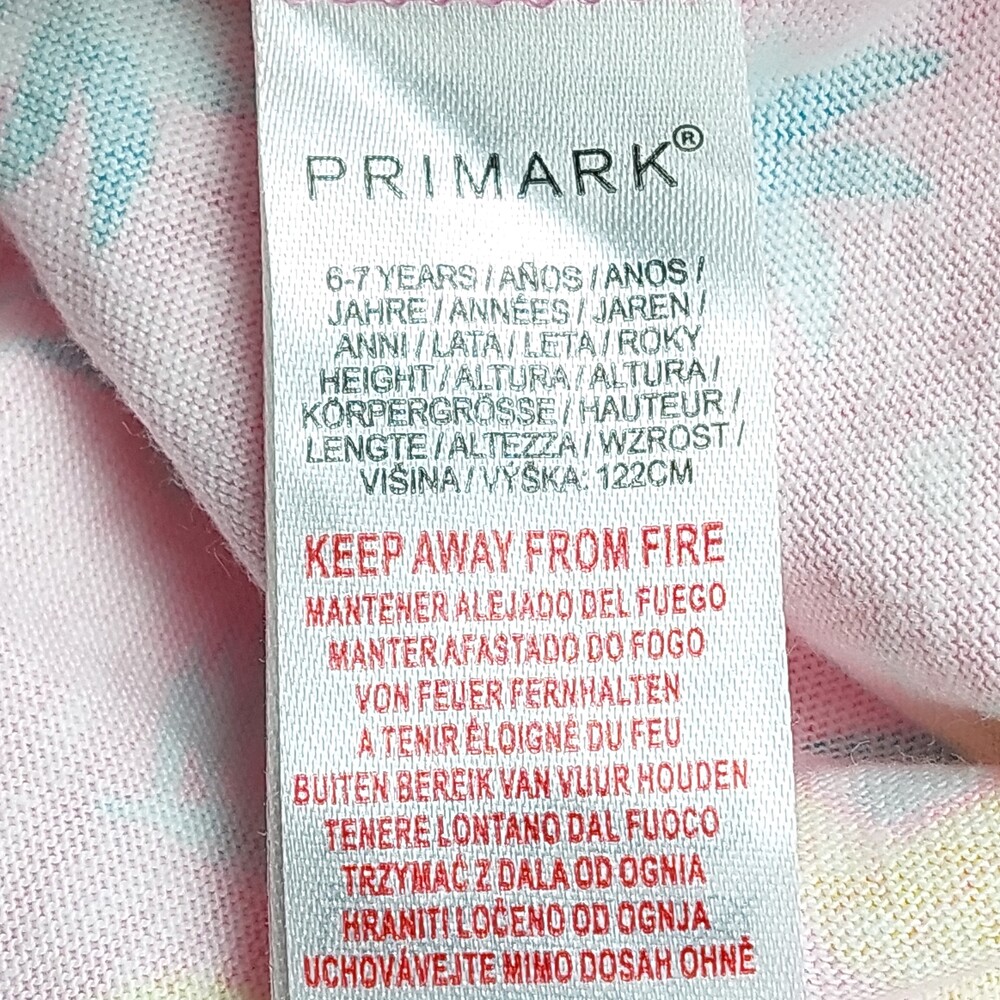 PRIMARK®
6-7 YEARS / AÑOS / ANOS /
JAHRE / ANNÉES / JAREN /
ANNI / LATA / LETA / ROKY
HEIGHT / ALTURA / ALTURA /
KÖRPERGRÖSSE / HAUTEUR /
LENGTE / ALTEZZA / WZROST /
VIŠINA / VÝŠKA: 122CM
KEEP AWAY FROM FIRE
MANTENER ALEJADO DEL FUEGO
MANTER AFASTADO DO FOGO
VON FEUER FERNHALTEN
A TENIR ÉLOIGNÉ DU FEU
BUITEN BEREIK VAN VUUR HOUDEN
TENERE LONTANO DAL FUOCO
TRZYMAĆ Z DALA OD OGNIA
HRANITI LOČENO OD OGNJA
UCHOVÁVEJTE MIMO DOSAH OHNĚ